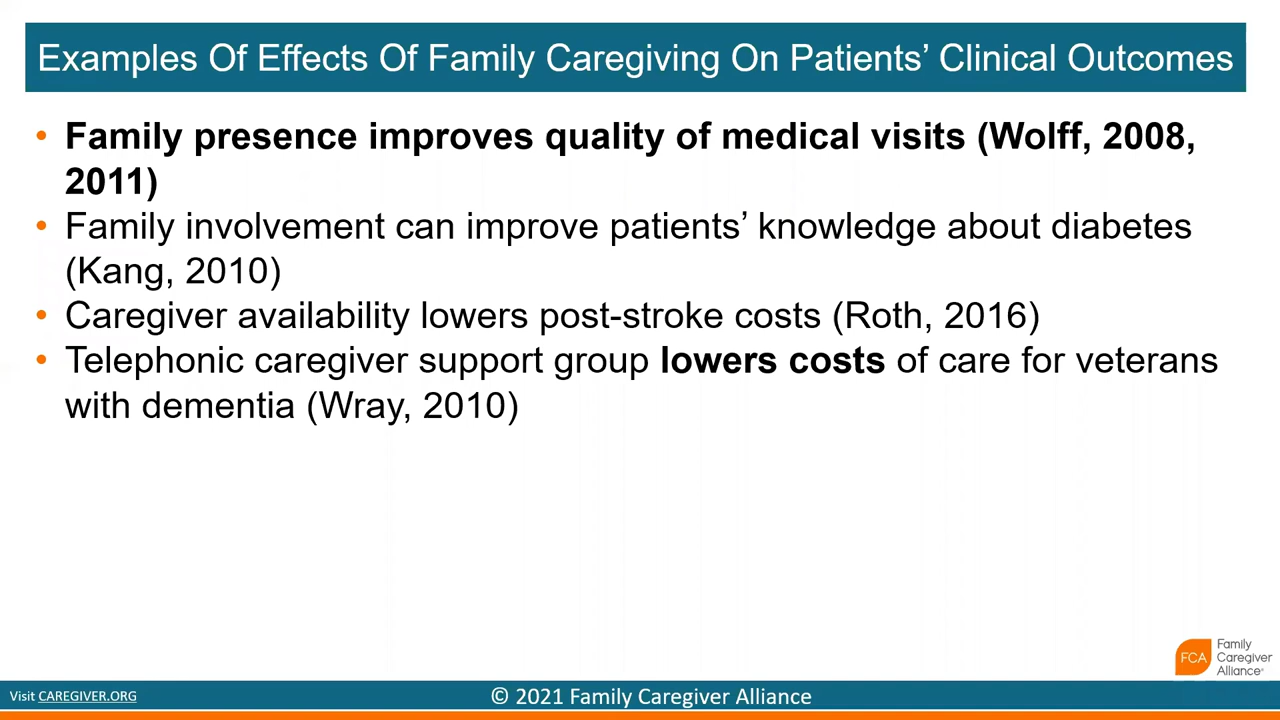 Examples Of Effects Of Family Caregiving On Patients’ Clinical Outcomes
• Family presence improves quality of medical visits (Wolff, 2008,
2011)
• Family involvement can improve patients’ knowledge about diabetes
(Kang, 2010)
• Caregiver availability lowers post-stroke costs (Roth, 2016)
• Telephonic caregiver support group lowers costs of care for veterans
with dementia (Wray, 2010)
FCA
Family
Caregiver
Alliance®
Visit CAREGIVER.ORG
© 2021 Family Caregiver Alliance